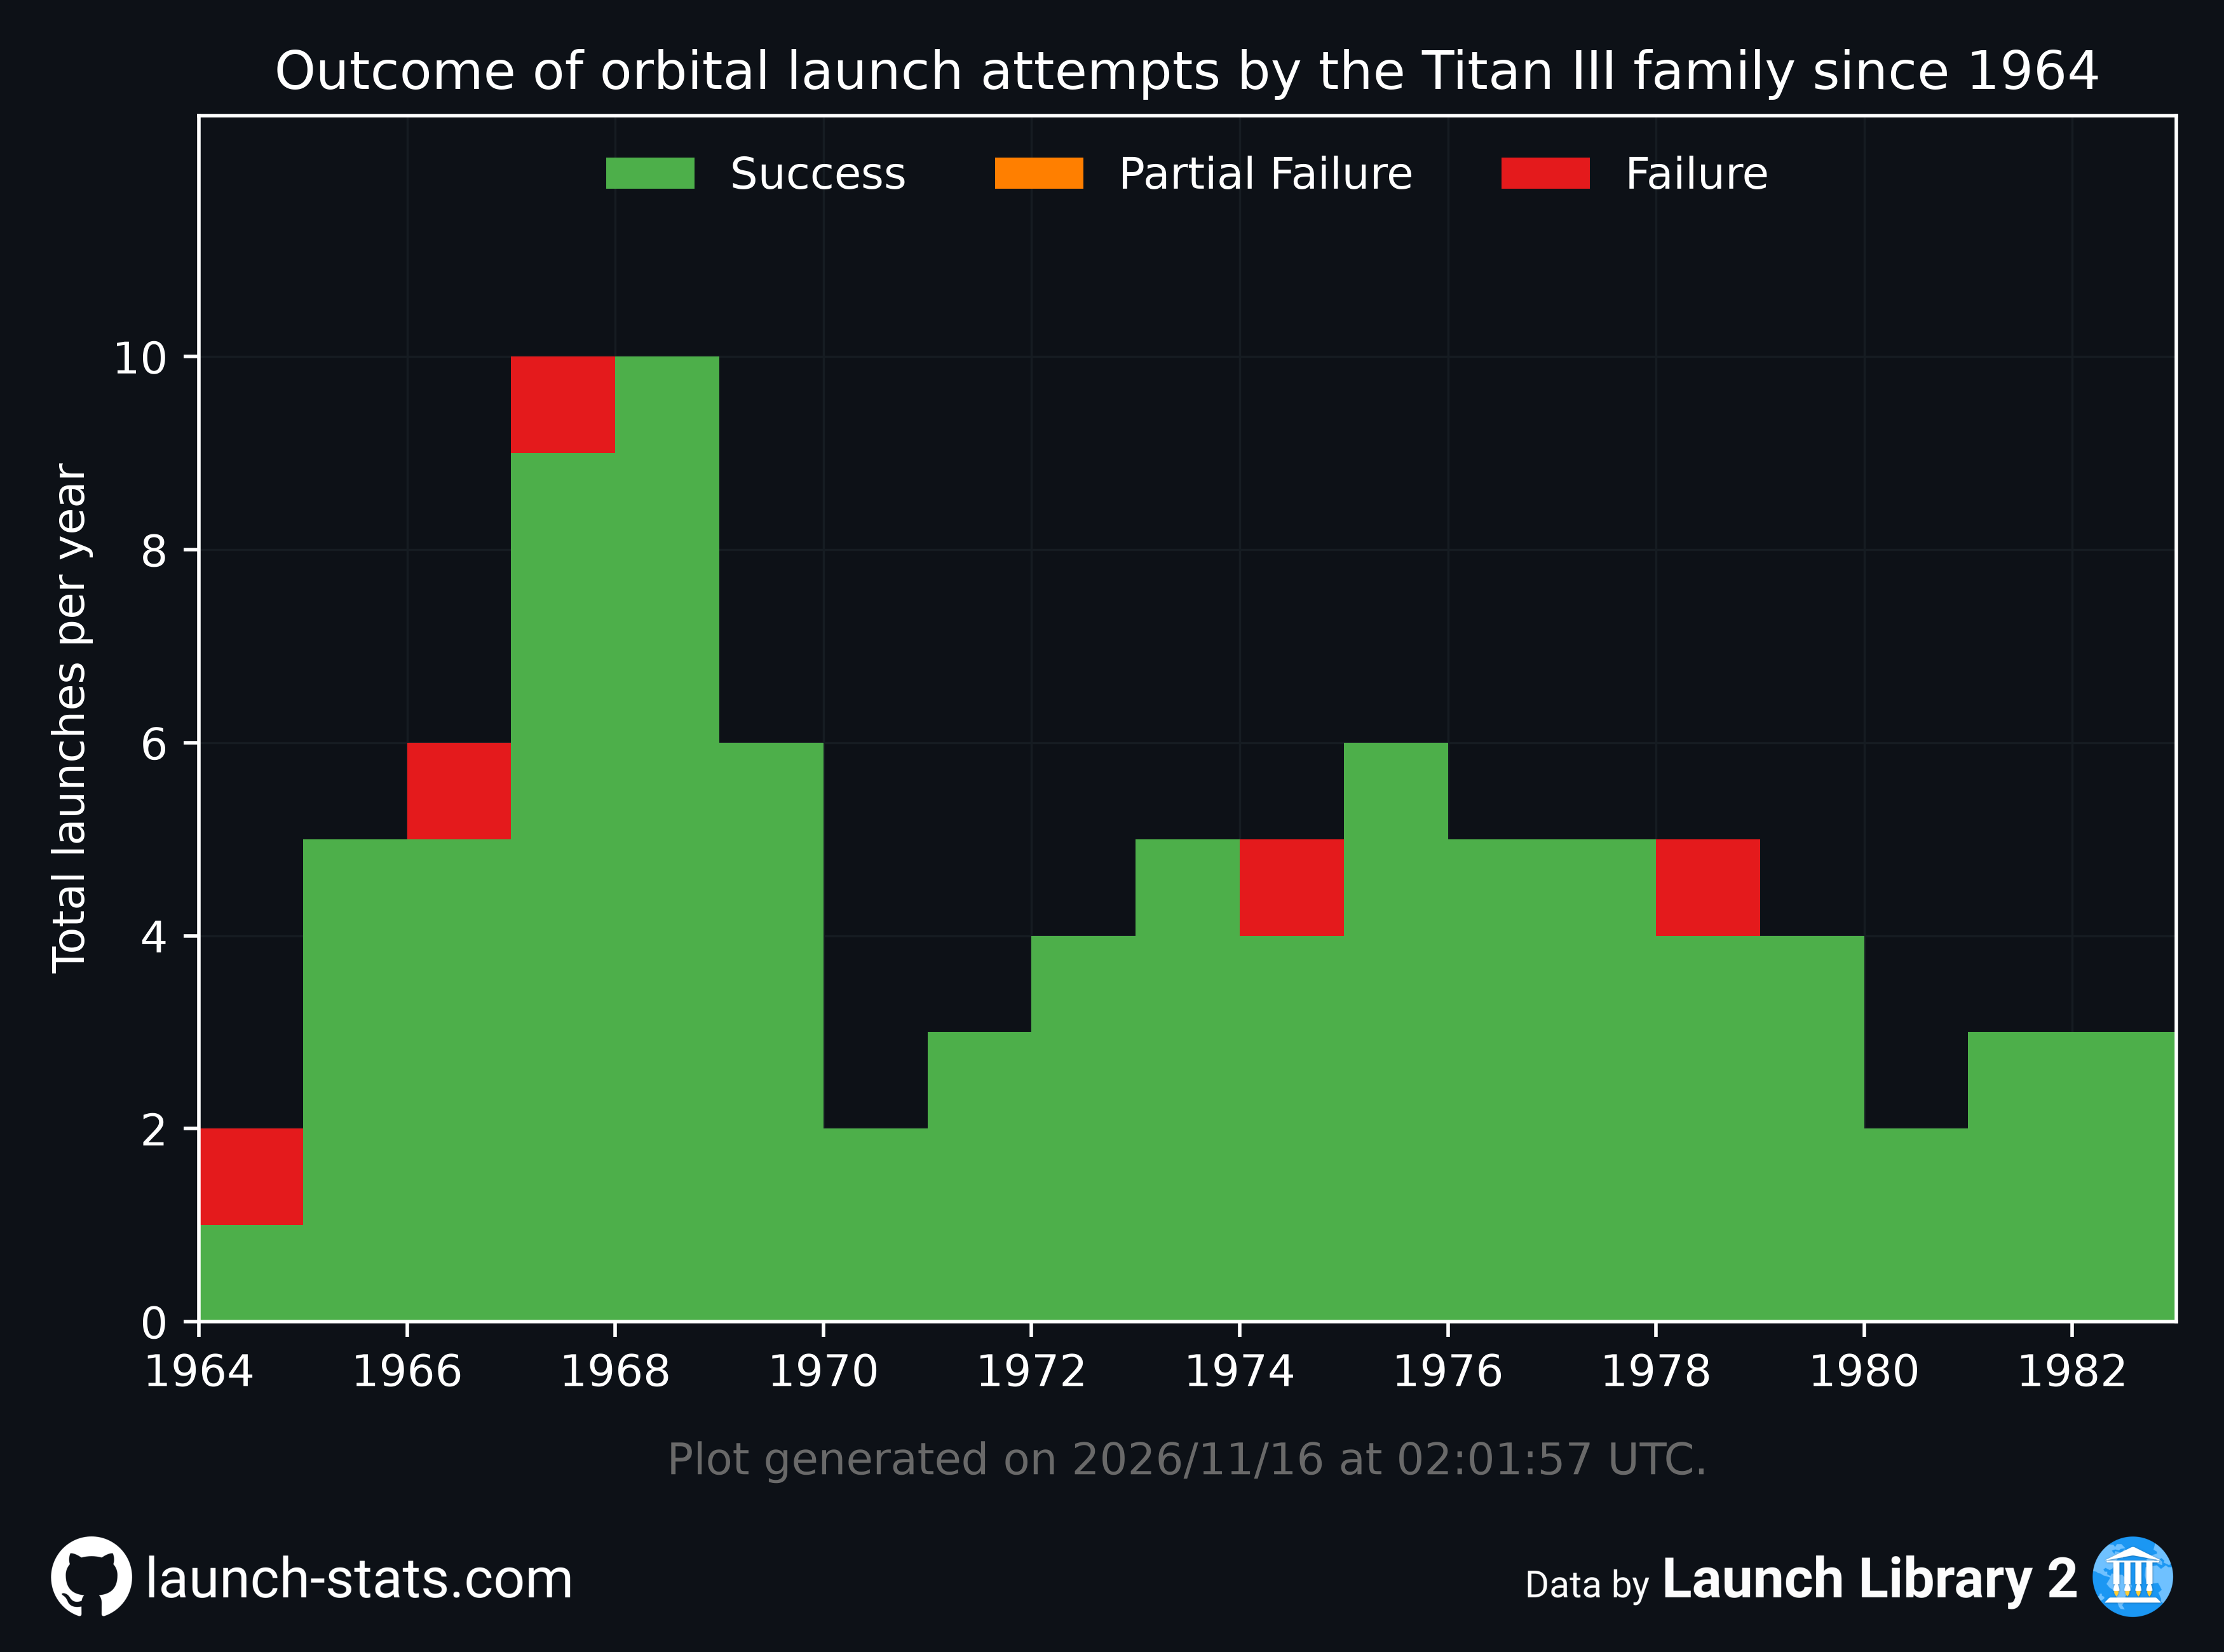 Outcome of orbital launch attempts by the Titan III family since 1964
Success
Partial Failure
Failure
Total launches per year
10
8
6
4
2
0
1964
1966
1968
1970
1972
1974
1976
1978
1980
1982
Plot generated on 2026/11/16 at 02:01:57 UTC.
launch-stats.com
Data by Launch Library 2